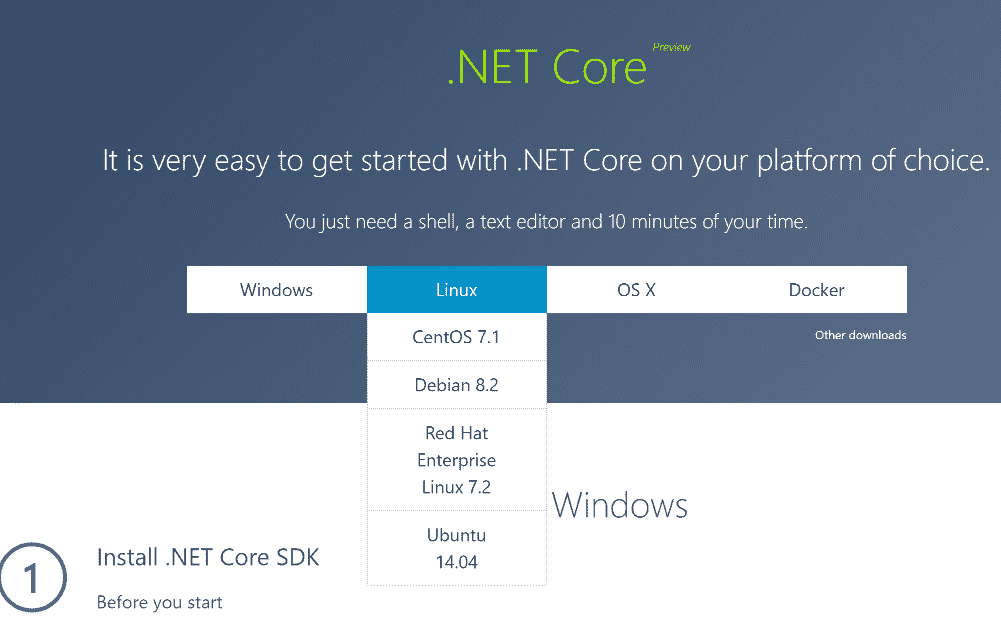 .NET Core Preview
It is very easy to get started with .NET Core on your platform of choice.
You just need a shell, a text editor and 10 minutes of your time.
Windows Linux OS X Docker
Other downloads
CentOS 7.1
Debian 8.2
Red Hat
Enterprise
Linux 7.2
Ubuntu
14.04
Windows
1 Install .NET Core SDK
Before you start